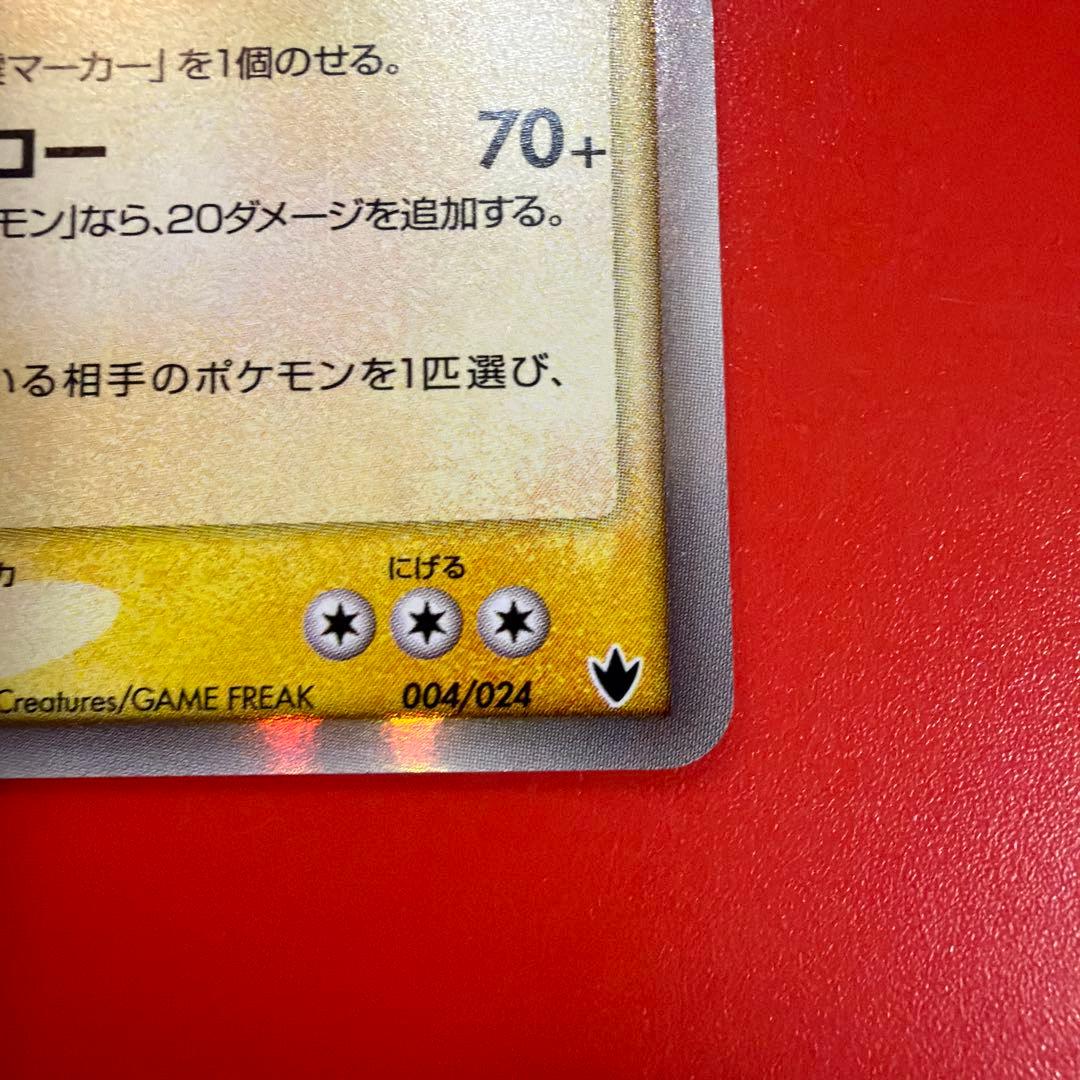 マーカー」を1個のせる。
ロー 70+
モン」なら、20ダメージを追加する。
いる相手のポケモンを1匹選び、
カ
にげる
Creatures/GAME FREAK 004/024